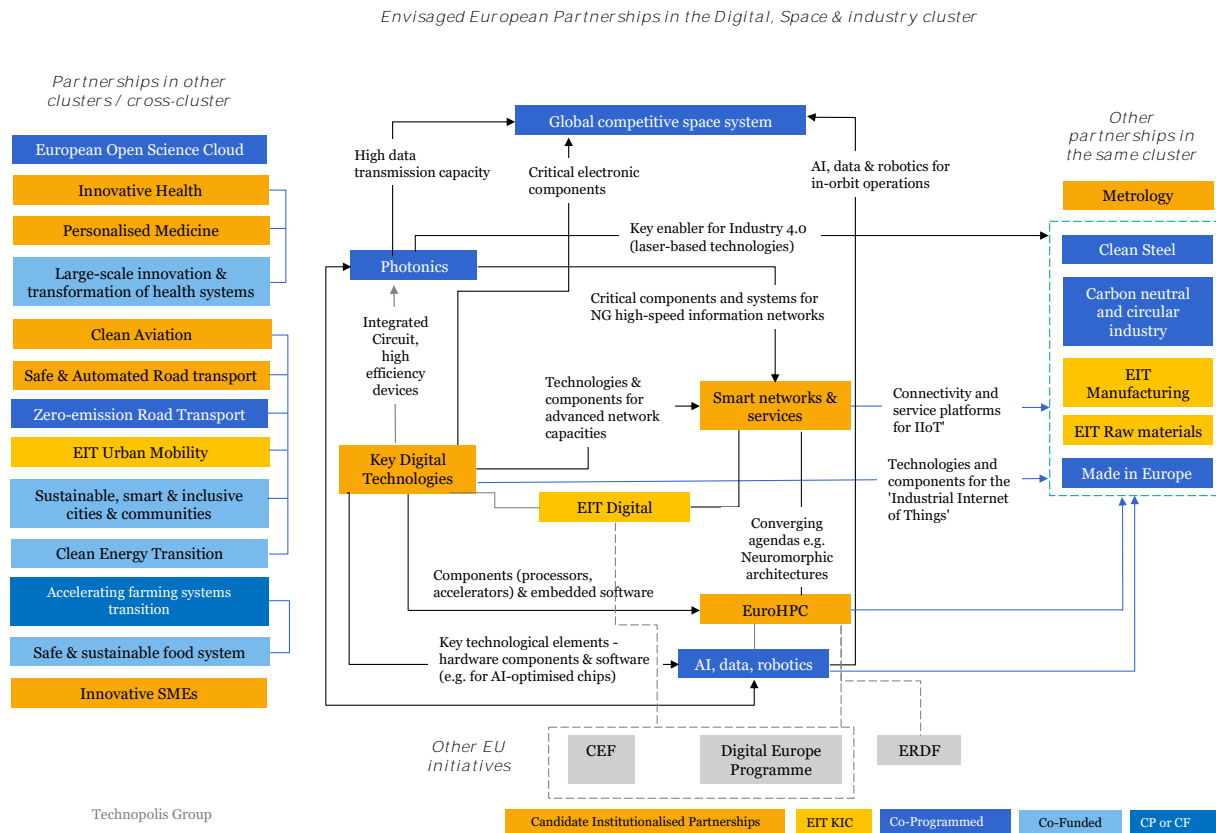 Envisaged European Partnerships in the Digital, Space & industry cluster
Partnerships in other
clusters / cross-cluster
European Open Science Cloud
Innovative Health
Personalised Medicine
Large-scale innovation &
transformation of health systems
Clean Aviation
Safe & Automated Road transport
Zero-emission Road Transport
EIT Urban Mobility
Sustainable, smart & inclusive
cities & communities
Clean Energy Transition
Accelerating farming systems
transition
Safe & sustainable food system
Innovative SMEs
Global competitive space system
High data
transmission capacity
Critical electronic
components
AI, data & robotics for
in-orbit operations
Key enabler for Industry 4.0
(laser-based technologies)
Photonics
Critical components and systems for
NG high-speed information networks
Integrated
Circuit,
high
efficiency
devices
Technologies &
components for
advanced network
capacities
Smart networks &
services
Connectivity and
service platforms
for IIoT'
Key Digital
Technologies
EIT Digital
Technologies and
components for the
'Industrial Internet
of Things'
Converging
agendas e.g.
Neuromorphic
architectures
Components (processors,
accelerators) & embedded software
EuroHPC
Key technological elements -
hardware components & software
(e.g. for AI-optimised chips)
AI, data, robotics
Other
partnerships in
the same cluster
Metrology
Clean Steel
Carbon neutral
and circular
industry
EIT
Manufacturing
EIT Raw materials
Made in Europe
Other EU
initiatives
CEF
Digital Europe
Programme
ERDF
Technopolis Group
Candidate Institutionalised Partnerships
EIT KIC
Co-Programmed
Co-Funded
CP or CF